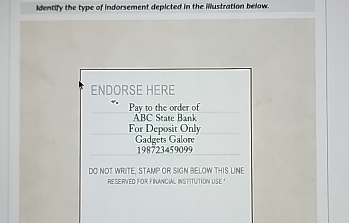 Identify the type of indorsement depicted in the illustration below.
ENDORSE HERE
Pay to the order of
ABC State Bank
For Deposit Only
Gadgets Galore
198723459099
DO NOT WRITE, STAMP OR SIGN BELOW THIS LINE
RESERVED FOR FINANCIAL INSTITUTION USE *